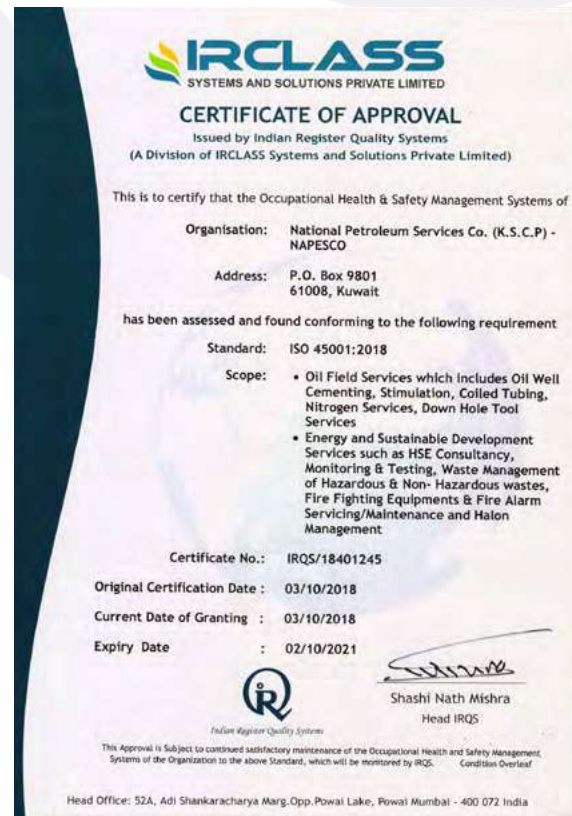 IRCLASS
SYSTEMS AND SOLUTIONS PRIVATE LIMITED
CERTIFICATE OF APPROVAL
Issued by Indian Register Quality Systems
(A Division of IRCLASS Systems and Solutions Private Limited)
This is to certify that the Occupational Health & Safety Management Systems of
Organisation: National Petroleum Services Co. (K.S.C.P) -
NAPESCO
Address: P.O. Box 9801
61008, Kuwait
has been assessed and found conforming to the following requirement
Standard: ISO 45001:2018
Scope: • Oil Field Services which includes Oil Well
Cementing, Stimulation, Coiled Tubing,
Nitrogen Services, Down Hole Tool
Services
• Energy and Sustainable Development
Services such as HSE Consultancy,
Monitoring & Testing, Waste Management
of Hazardous & Non- Hazardous wastes,
Fire Fighting Equipments & Fire Alarm
Servicing/Maintenance and Halon
Management
Certificate No.: IRQS/18401245
Original Certification Date : 03/10/2018
Current Date of Granting : 03/10/2018
Expiry Date : 02/10/2021
IR
Indian Register Quality Systems
Shashi Nath Mishra
Head IRQS
This Approval is Subject to continued satisfactory maintenance of the Occupational Health and Safety Management
Systems of the Organization to the above Standard, which will be monitored by IRQS. Condition Overleaf
Head Office: 52A, Adi Shankaracharya Marg.Opp.Powai Lake, Powai Mumbai - 400 072 India